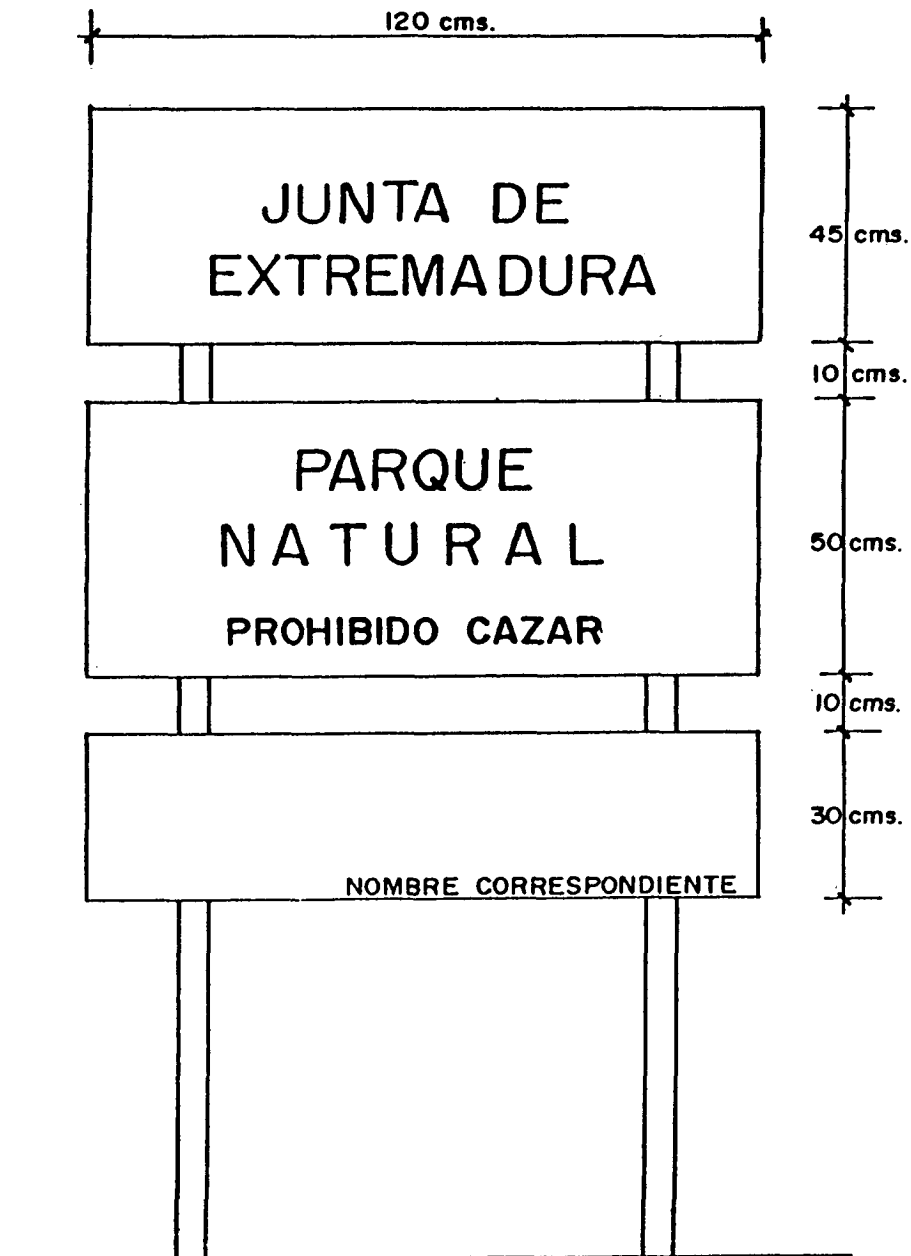 120 cms.
JUNTA DE
EXTREMADURA
45 cms.
10 cms.
PARQUE
NATURAL
PROHIBIDO CAZAR
50 cms.
10 cms.
30 cms.
NOMBRE CORRESPONDIENTE